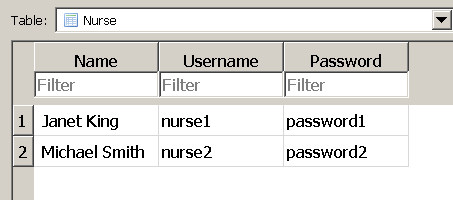 Table: Nurse
Name Username Password
Filter Filter Filter
1 Janet King nurse1 password1
2 Michael Smith nurse2 password2